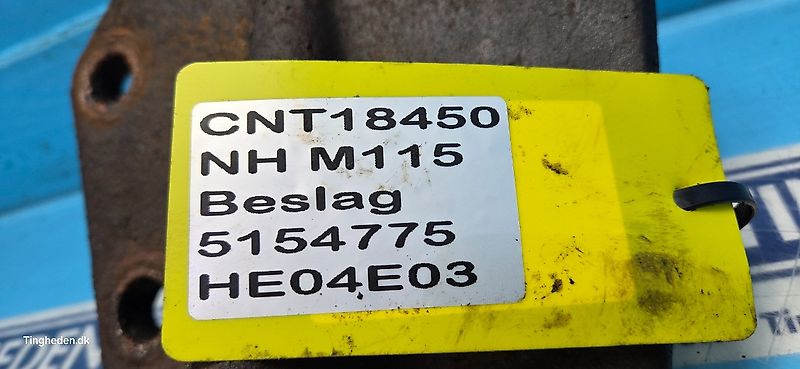 CNT18450
NH M115
Beslag
5154775
HE04E03
Tingheden.dk